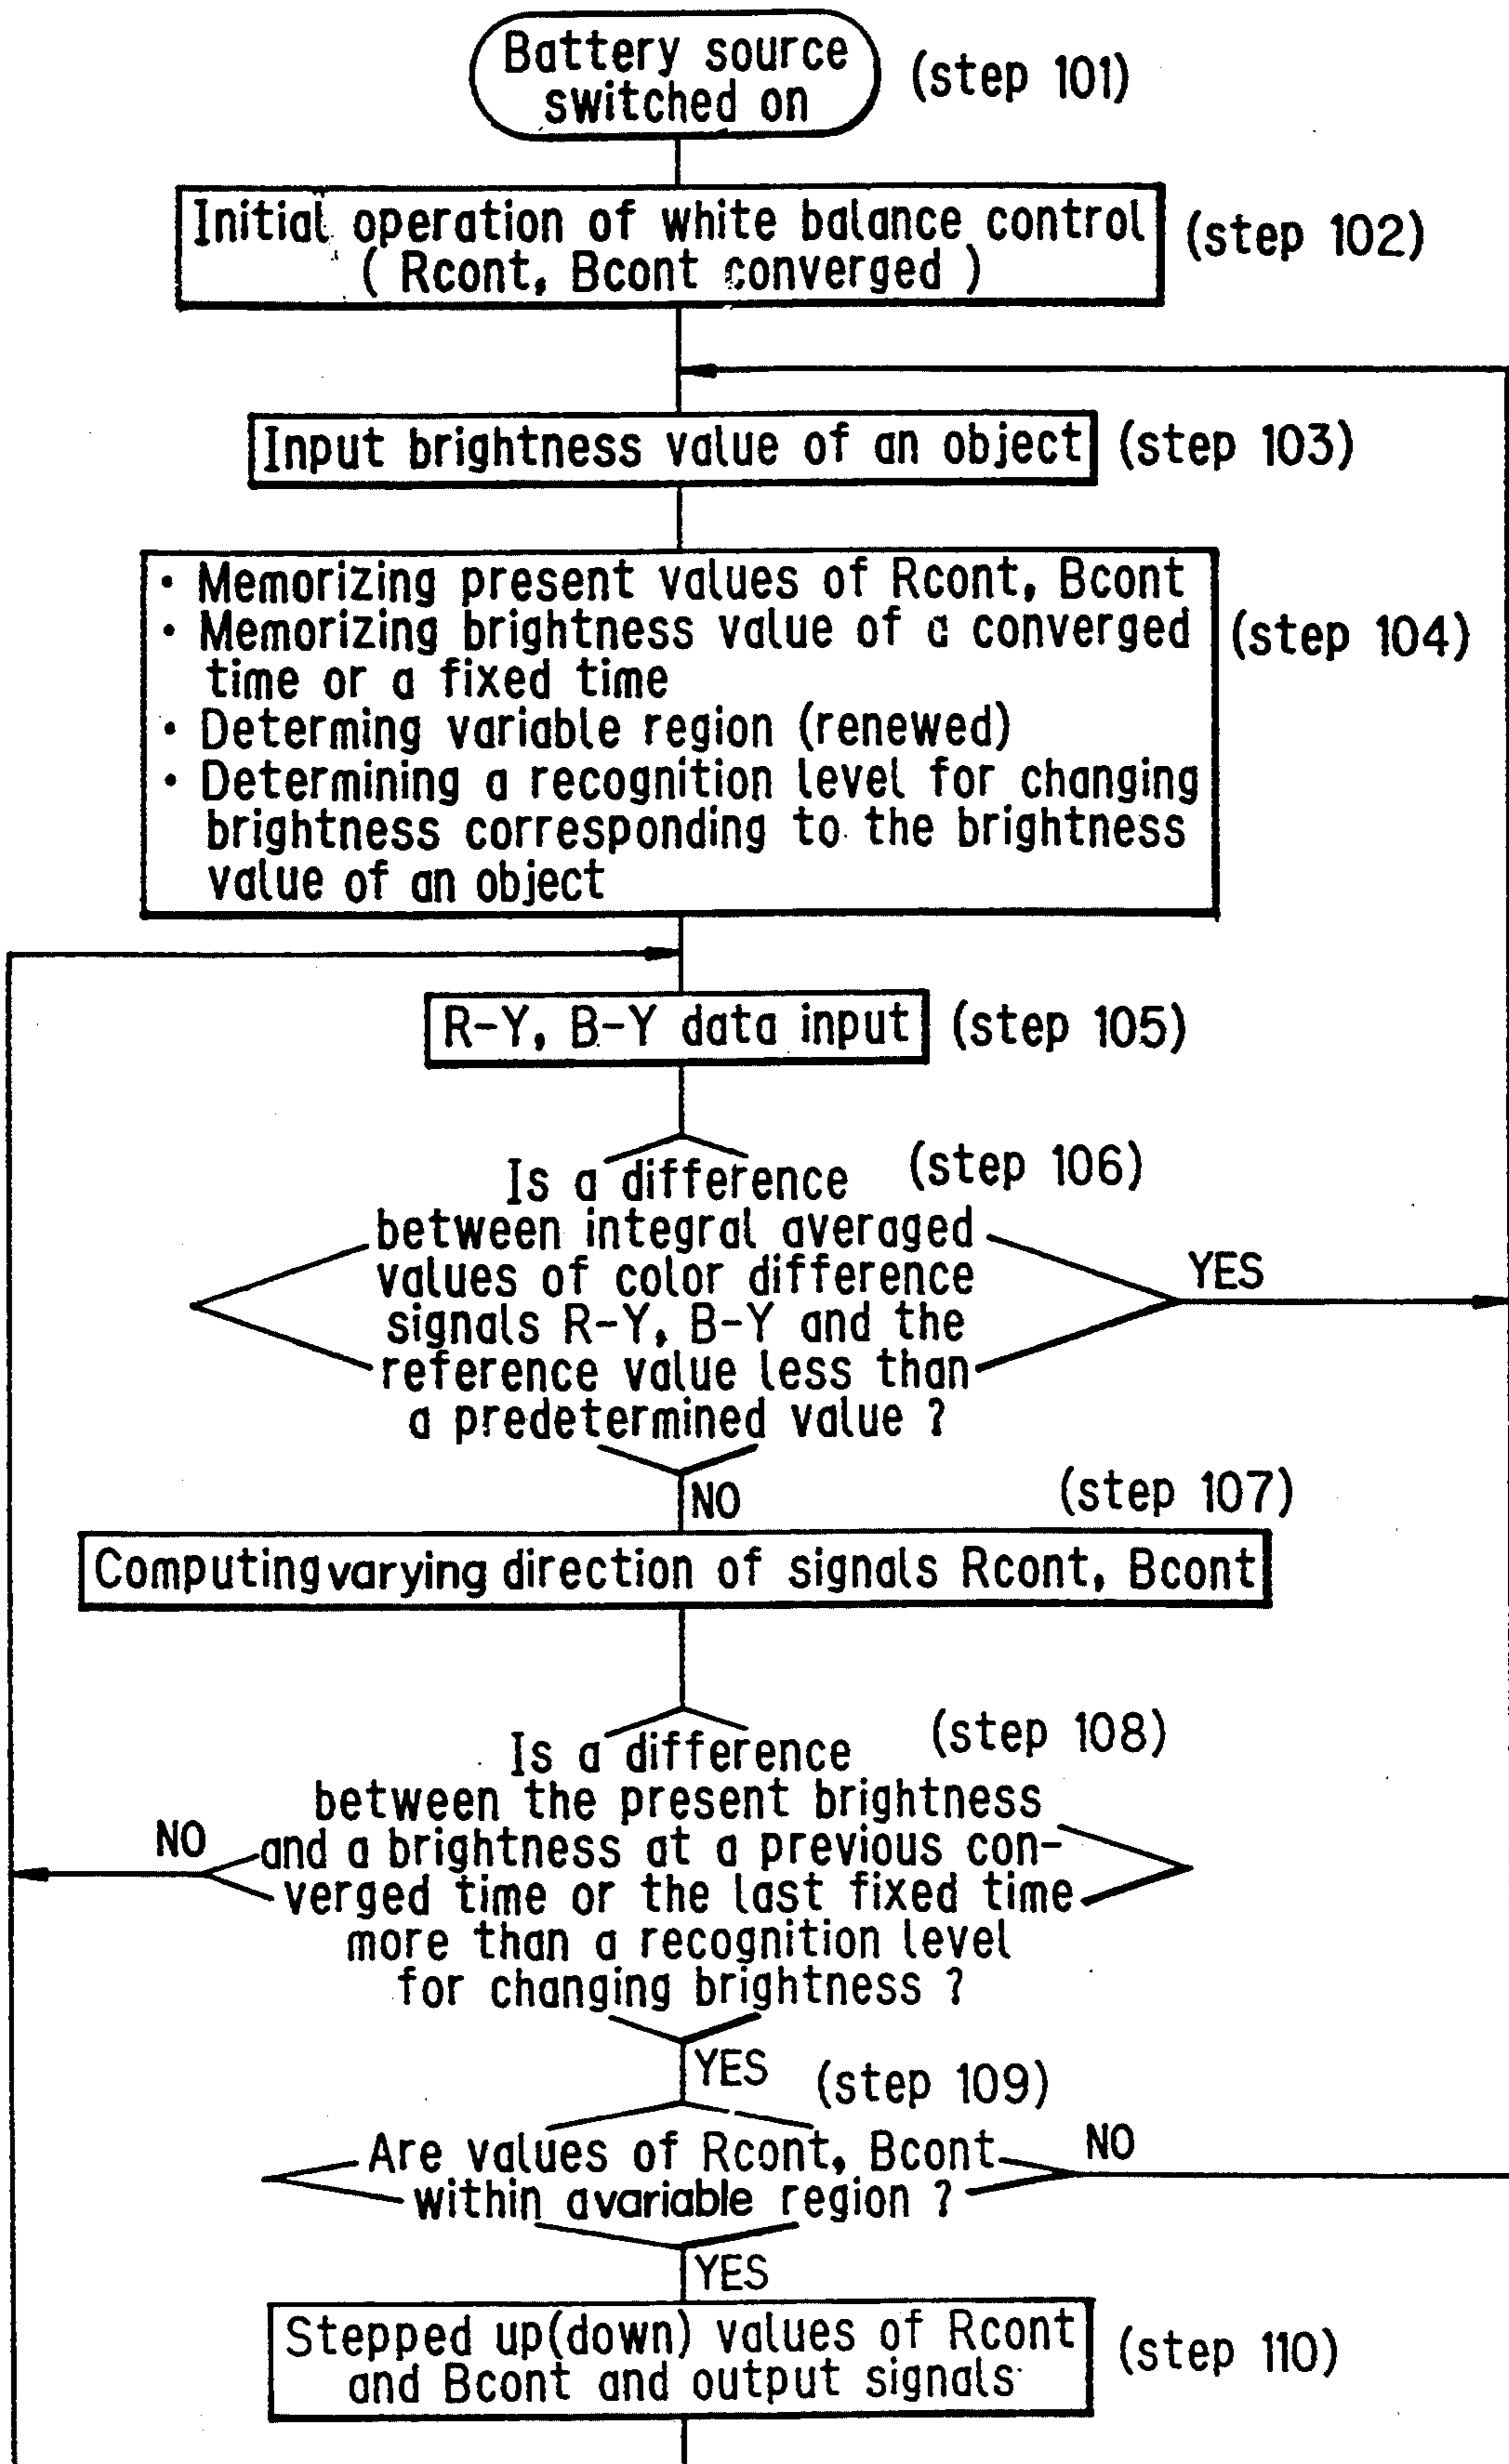 Battery source
switched on
(step 101)
Initial operation of white balance control
( Rcont, Bcont converged )
(step 102)
Input brightness value of an object
(step 103)
· Memorizing present values of Rcont, Bcont
· Memorizing brightness value of a converged
time or a fixed time
· Determing variable region (renewed)
· Determining a recognition level for changing
brightness corresponding to the brightness
value of an object
(step 104)
R-Y, B-Y data input
(step 105)
Is a difference
between integral averaged
values of color difference
signals R-Y, B-Y and the
reference value less than
a predetermined value ?
(step 106)
YES
NO
(step 107)
Computing varying direction of signals Rcont, Bcont
Is a difference
between the present brightness
and a brightness at a previous con-
verged time or the last fixed time
more than a recognition level
for changing brightness ?
(step 108)
NO
YES
(step 109)
Are values of Rcont, Bcont
within avariable region ?
NO
YES
Stepped up(down) values of Rcont
and Bcont and output signals
(step 110)